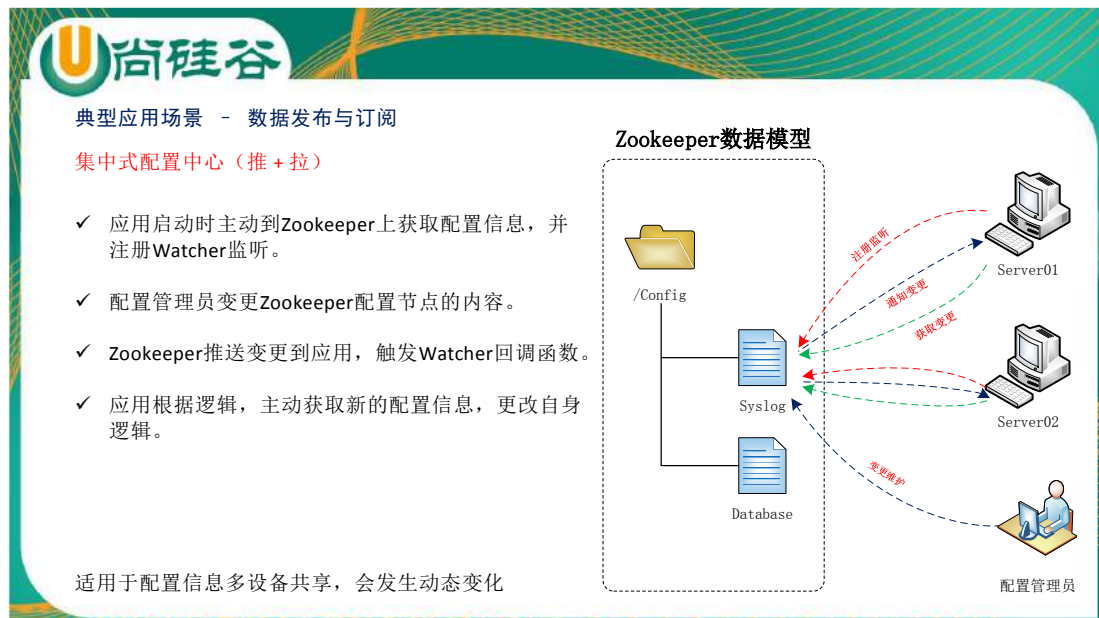 尚硅谷
典型应用场景 – 数据发布与订阅
集中式配置中心（推+拉）
✓ 应用启动时主动到Zookeeper上获取配置信息，并
注册Watcher监听。
✓ 配置管理员变更Zookeeper配置节点的内容。
✓ Zookeeper推送变更到应用，触发Watcher回调函数。
✓ 应用根据逻辑，主动获取新的配置信息，更改自身
逻辑。
适用于配置信息多设备共享，会发生动态变化
Zookeeper数据模型
/Config
Syslog
Database
注册监听
通知变更
获取变更
变更维护
Server01
Server02
配置管理员